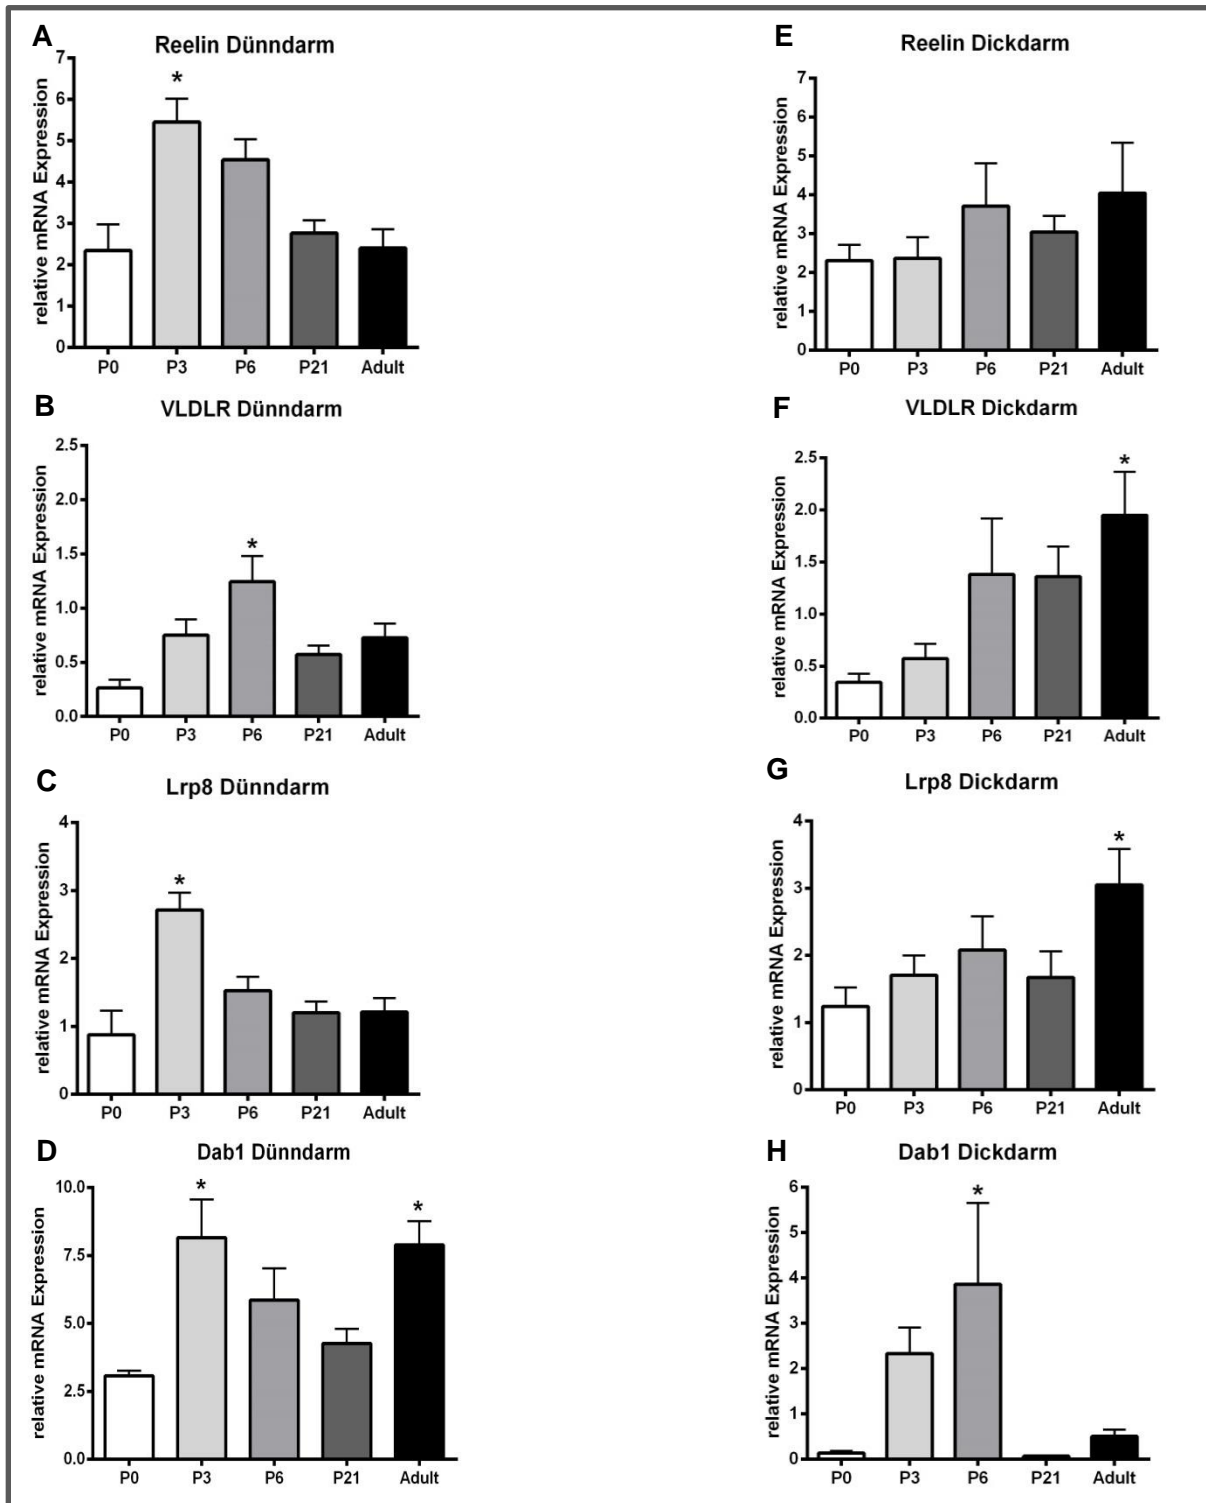 A
Reelin Dünndarm
relative mRNA Expression
7
6
5
4
3
2
1
0
*
P0 P3 P6 P21 Adult
B
VLDLR Dünndarm
relative mRNA Expression
2.5
2.0
1.5
1.0
0.5
0.0
*
P0 P3 P6 P21 Adult
C
Lrp8 Dünndarm
relative mRNA Expression
4
3
2
1
0
*
P0 P3 P6 P21 Adult
D
Dab1 Dünndarm
relative mRNA Expression
10.0
7.5
5.0
2.5
0.0
* *
P0 P3 P6 P21 Adult
E
Reelin Dickdarm
relative mRNA Expression
7
6
5
4
3
2
1
0
P0 P3 P6 P21 Adult
F
VLDLR Dickdarm
relative mRNA Expression
2.5
2.0
1.5
1.0
0.5
0.0
*
P0 P3 P6 P21 Adult
G
Lrp8 Dickdarm
relative mRNA Expression
4
3
2
1
0
*
P0 P3 P6 P21 Adult
H
Dab1 Dickdarm
relative mRNA Expression
6
5
4
3
2
1
0
*
P0 P3 P6 P21 Adult